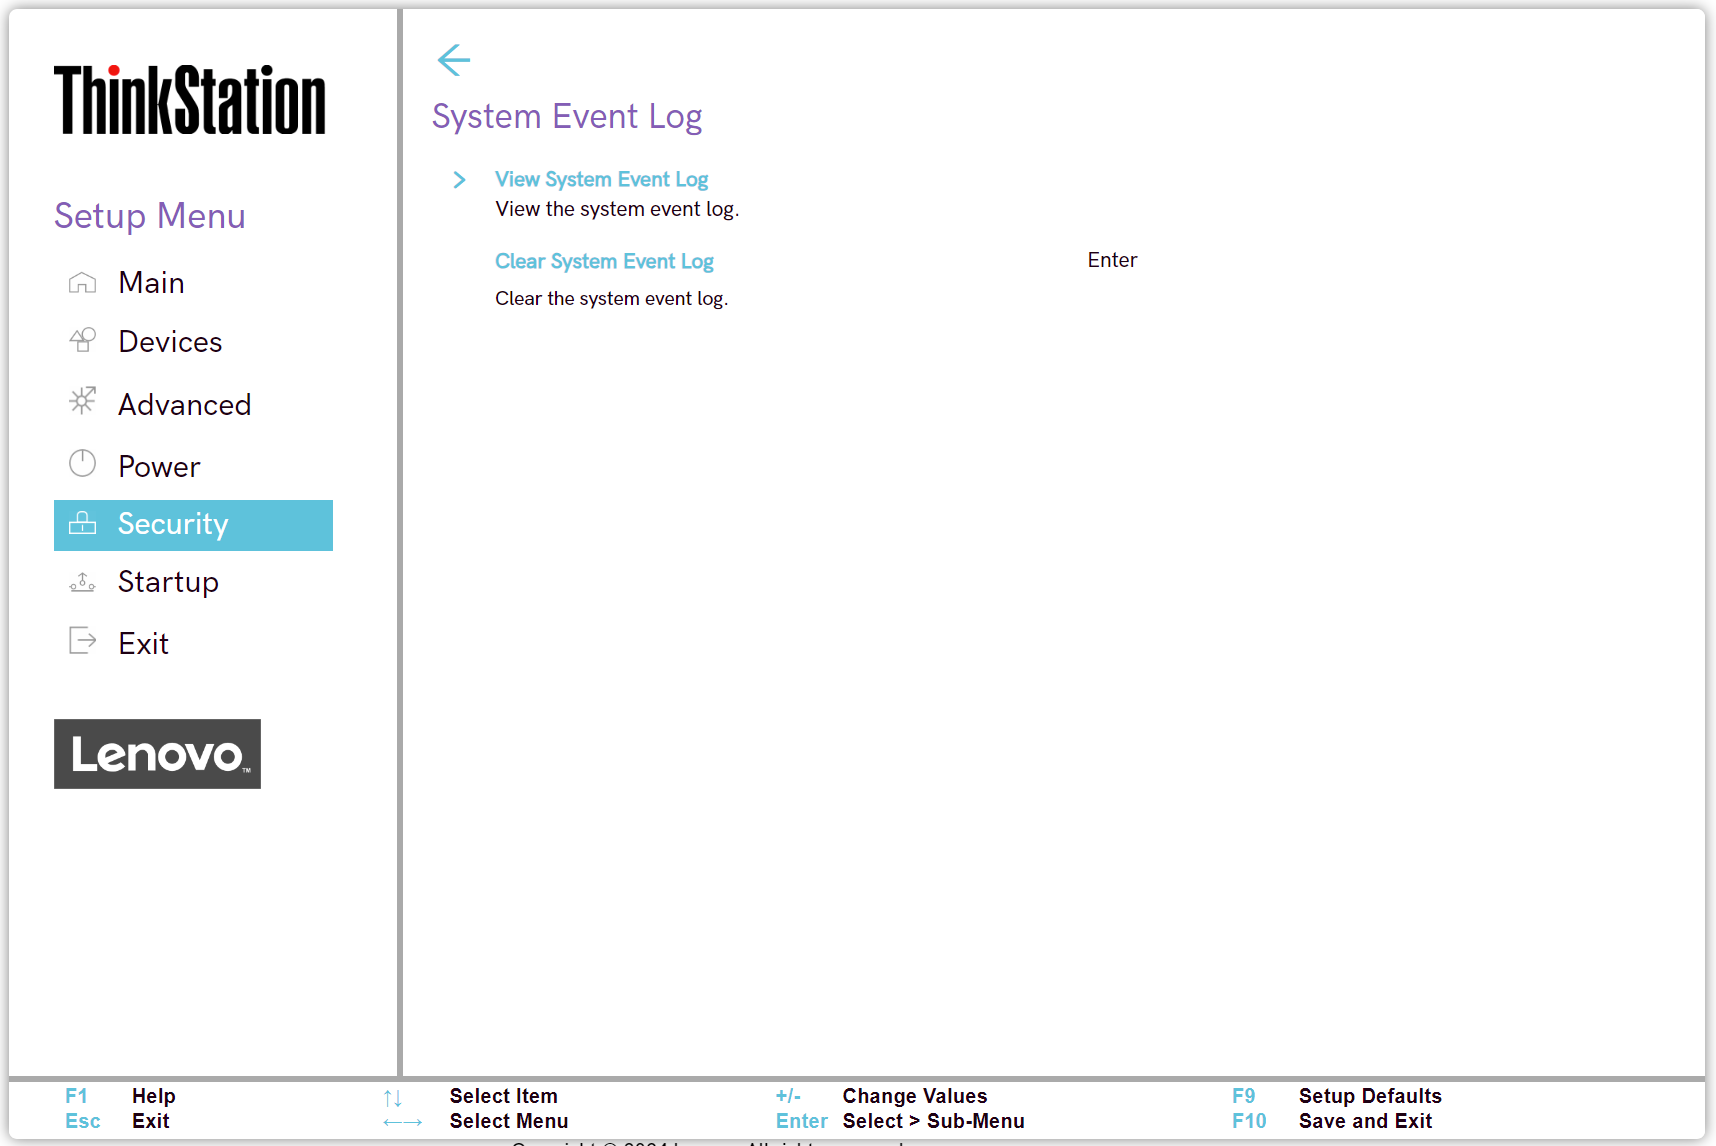 ThinkStation
Setup Menu
Main
Devices
Advanced
Power
Security
Startup
Exit
Lenovo™
System Event Log
View System Event Log
View the system event log.
Clear System Event Log Enter
Clear the system event log.
F1 Help ↑↓ Select Item +/- Change Values F9 Setup Defaults
Esc Exit ←→ Select Menu Enter Select > Sub-Menu F10 Save and Exit